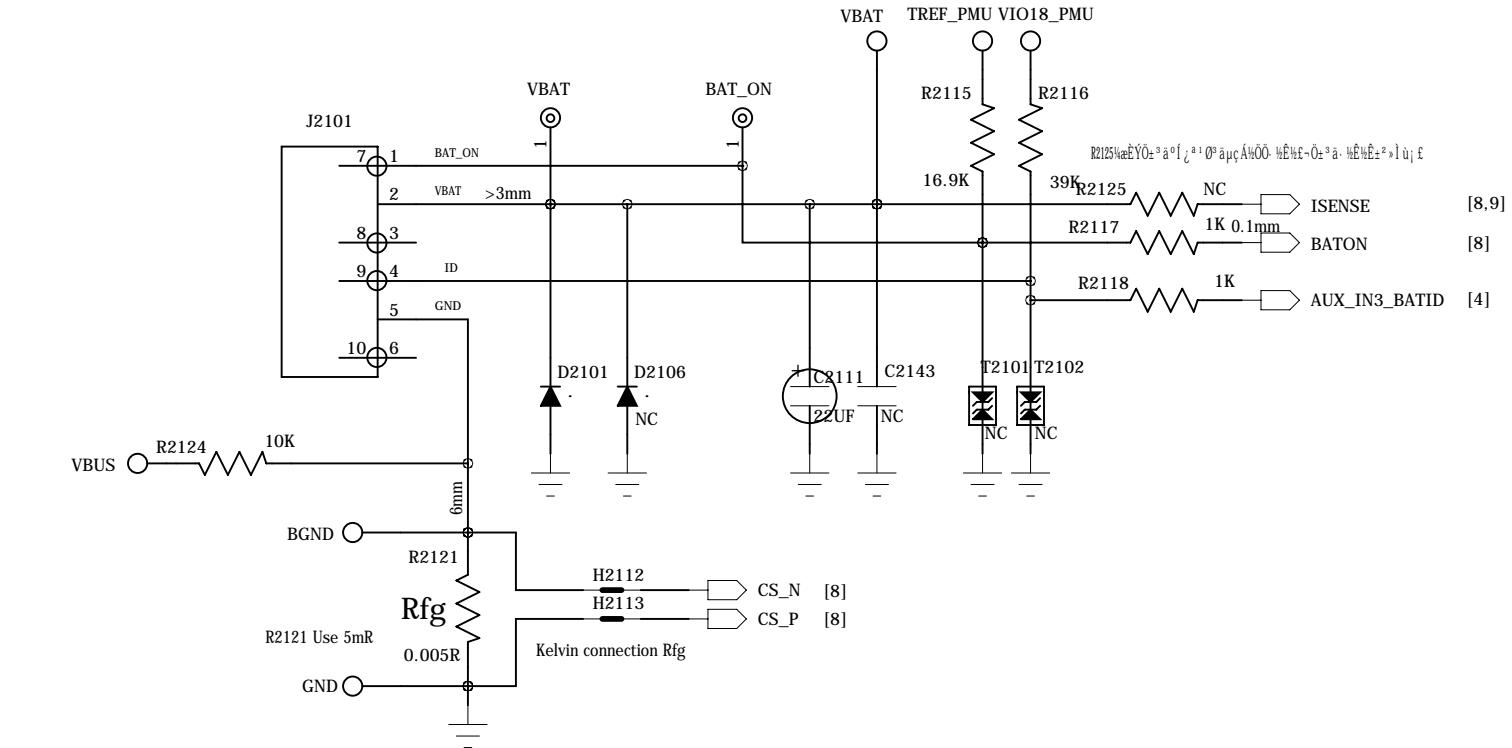 VBAT
TREF_PMU VIO18_PMU
VBAT
BAT_ON
R2115
R2116
J2101
1
1
7
1
BAT_ON
16.9K
39K
2
VBAT
>3mm
R2125
NC
ISENSE
[8,9]
8
3
R2117
1K
0.1mm
BATON
[8]
9
4
ID
R2118
1K
AUX_IN3_BATID
[4]
5
GND
10
6
D2101
D2106
NC
+
C2111
22UF
C2143
NC
T2101
T2102
NC
NC
VBUS
R2124
10K
6mm
BGND
R2121
Rfg
R2121 Use 5mR
0.005R
H2112
CS_N
[8]
H2113
CS_P
[8]
Kelvin connection Rfg
GND